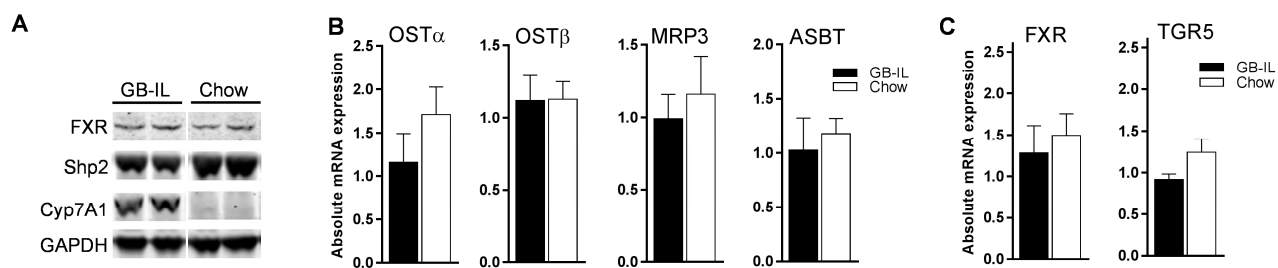 A
GB-IL Chow
FXR
Shp2
Cyp7A1
GAPDH
B
Absolute mRNA expression
OSTα
2.5
2.0
1.5
1.0
0.5
0.0
OSTβ
1.5
1.0
0.5
0.0
MRP3
1.5
1.0
0.5
0.0
ASBT
2.0
1.5
1.0
0.5
0.0
GB-IL
Chow
C
Absolute mRNA expression
FXR
2.5
2.0
1.5
1.0
0.5
0.0
TGR5
2.5
2.0
1.5
1.0
0.5
0.0
GB-IL
Chow